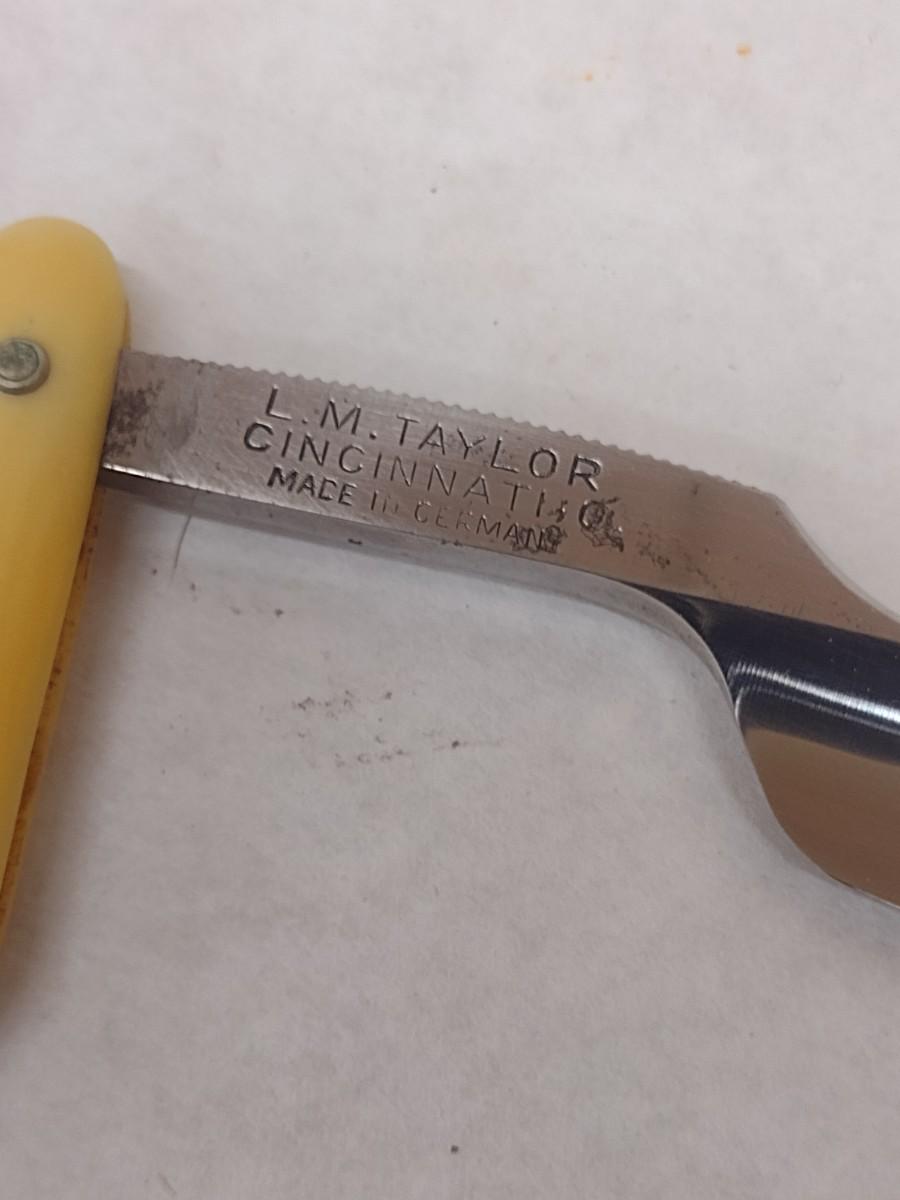 L.M. TAYLOR
CINCINNATI, O.
MADE in GERMANY